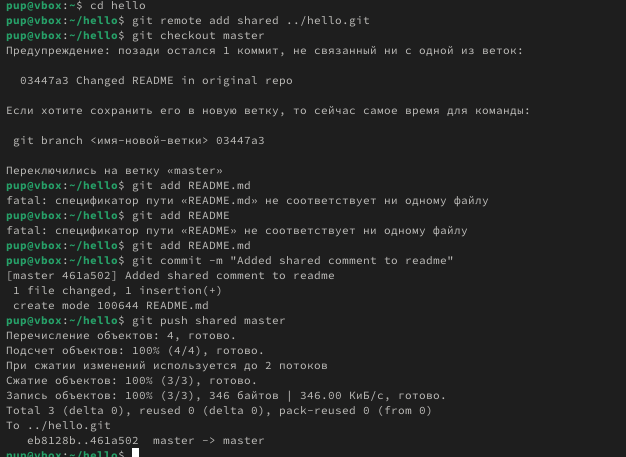 pup@vbox:~$ cd hello
pup@vbox:~/hello$ git remote add shared ../hello.git
pup@vbox:~/hello$ git checkout master
Предупреждение: позади остался 1 коммит, не связанный ни с одной из веток:
03447a3 Changed README in original repo
Если хотите сохранить его в новую ветку, то сейчас самое время для команды:
git branch <имя-новой-ветки> 03447a3
Переключились на ветку «master»
pup@vbox:~/hello$ git add README.md
fatal: спецификатор пути «README.md» не соответствует ни одному файлу
pup@vbox:~/hello$ git add README
fatal: спецификатор пути «README» не соответствует ни одному файлу
pup@vbox:~/hello$ git add README.md
pup@vbox:~/hello$ git commit -m "Added shared comment to readme"
[master 461a502] Added shared comment to readme
1 file changed, 1 insertion(+)
create mode 100644 README.md
pup@vbox:~/hello$ git push shared master
Перечисление объектов: 4, готово.
Подсчет объектов: 100% (4/4), готово.
При сжатии изменений используется до 2 потоков
Сжатие объектов: 100% (3/3), готово.
Запись объектов: 100% (3/3), 346 байтов | 346.00 КиБ/с, готово.
Total 3 (delta 0), reused 0 (delta 0), pack-reused 0 (from 0)
To ../hello.git
eb8128b..461a502  master -> master
pup@vbox:~/hello$